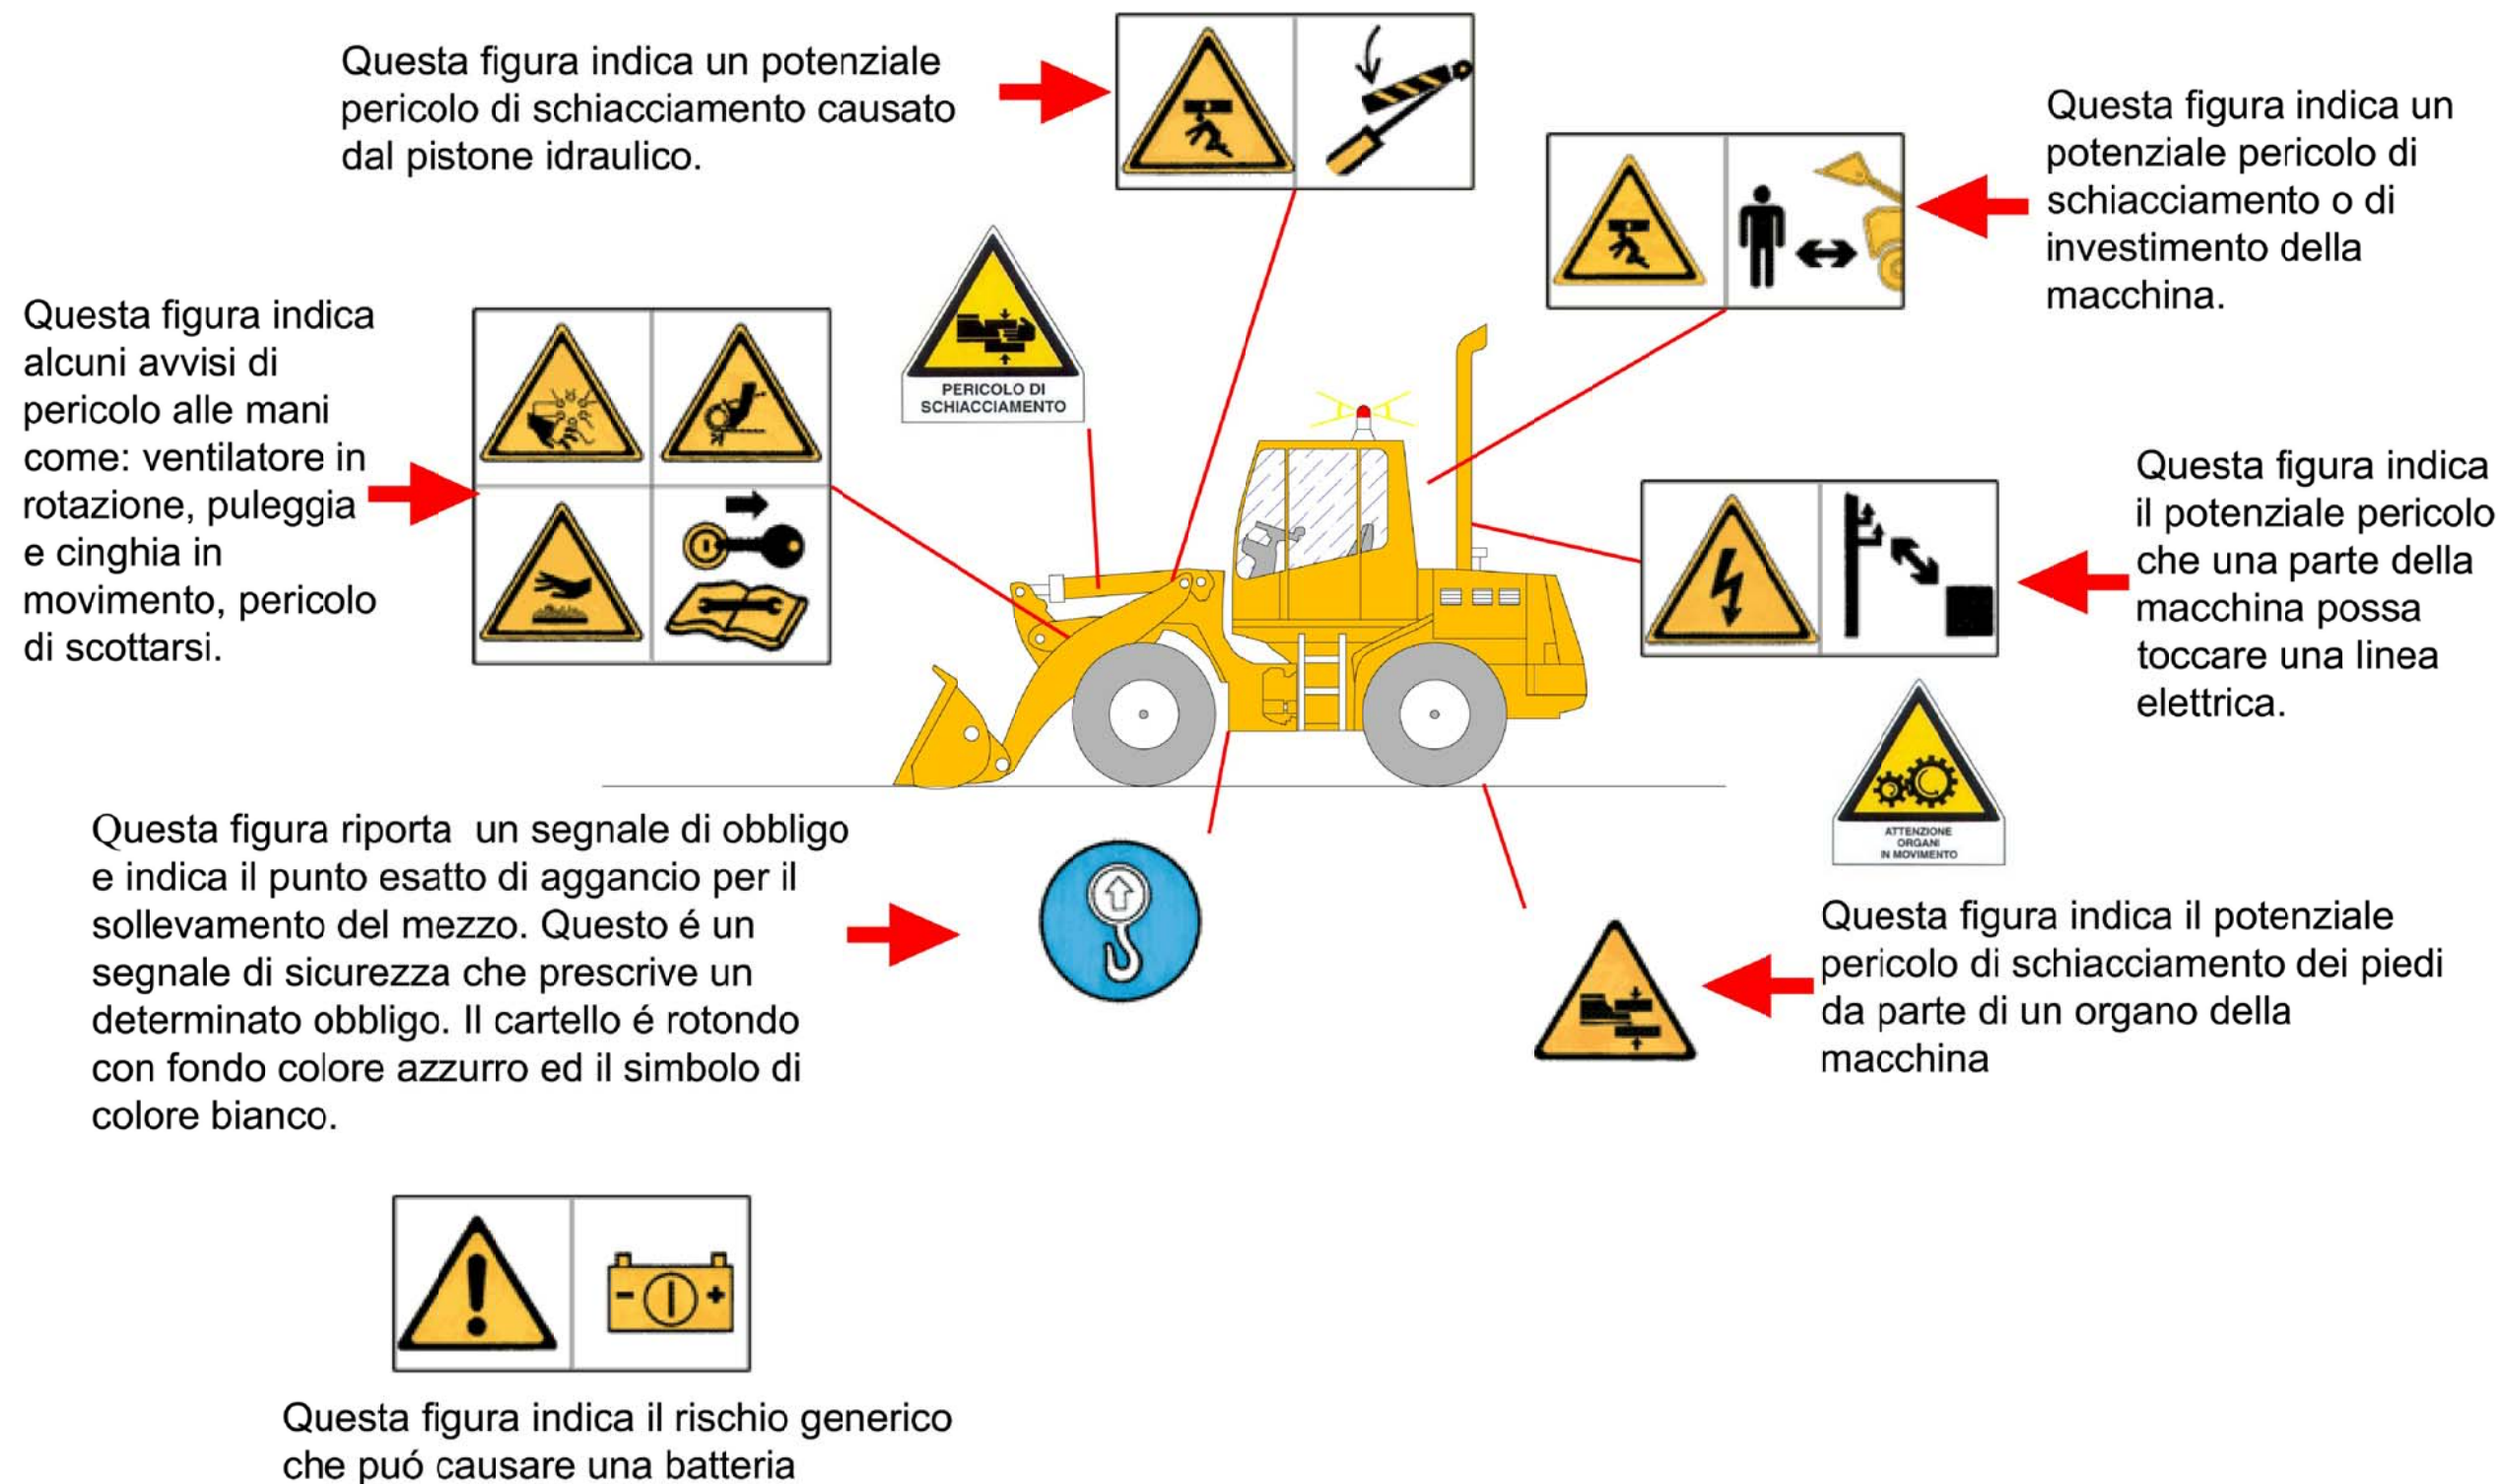 Questa figura indica un potenziale
pericolo di schiacciamento causato
dal pistone idraulico.
Questa figura indica un
potenziale pericolo di
schiacciamento o di
investimento della
macchina.
Questa figura indica
alcuni avvisi di
pericolo alle mani
come: ventilatore in
rotazione, puleggia
e cinghia in
movimento, pericolo
di scottarsi.
PERICOLO DI
SCHIACCIAMENTO
Questa figura indica
il potenziale pericolo
che una parte della
macchina possa
toccare una linea
elettrica.
ATTENZIONE
ORGANI
IN MOVIMENTO
Questa figura riporta  un segnale di obbligo
e indica il punto esatto di aggancio per il
sollevamento del mezzo. Questo é un
segnale di sicurezza che prescrive un
determinato obbligo. Il cartello é rotondo
con fondo colore azzurro ed il simbolo di
colore bianco.
Questa figura indica il potenziale
pericolo di schiacciamento dei piedi
da parte di un organo della
macchina
Questa figura indica il rischio generico
che puó causare una batteria